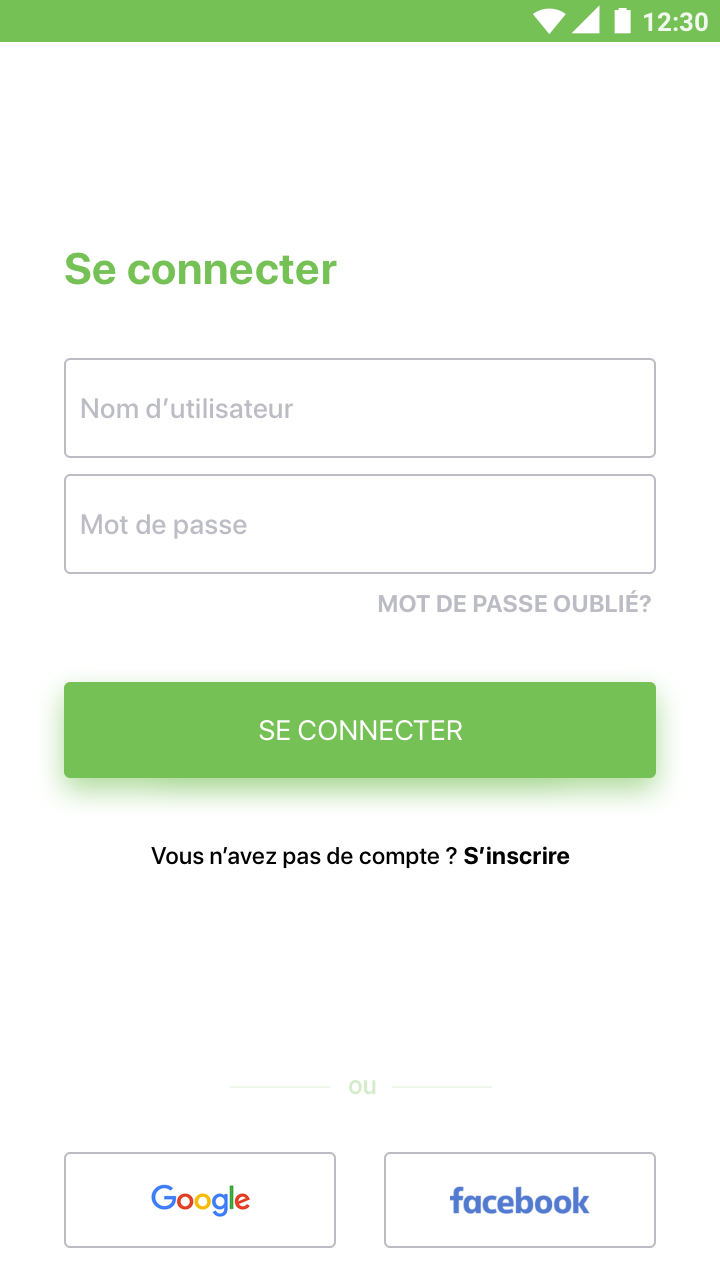 12:30
Se connecter
Nom d’utilisateur
Mot de passe
MOT DE PASSE OUBLIÉ?
SE CONNECTER
Vous n’avez pas de compte ? S’inscrire
ou
Google facebook